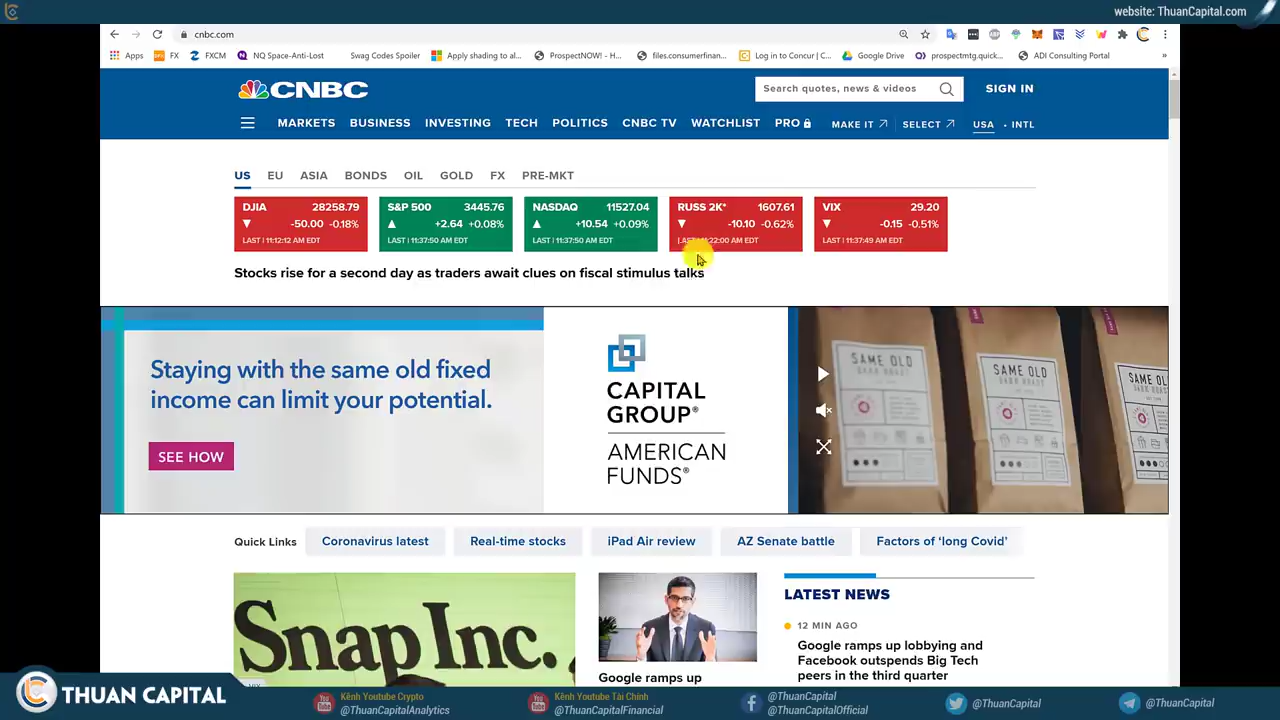 website: ThuanCapital.com
cnbc.com
Apps FX FXCM NQ Space-Anti-Lost Swag Codes Spoiler Apply shading to al... ProspectNOW! – H... files.consumerfinan... Log in to Concur | C... Google Drive prospectmtg.quick... ADI Consulting Portal »
CNBC
Search quotes, news & videos
SIGN IN
MARKETS BUSINESS INVESTING TECH POLITICS CNBC TV WATCHLIST PRO MAKE IT SELECT USA • INTL
US EU ASIA BONDS OIL GOLD FX PRE-MKT
DJIA 28258.79
-50.00 -0.18%
LAST | 11:12:12 AM EDT
S&P 500 3445.76
+2.64 +0.08%
LAST | 11:37:50 AM EDT
NASDAQ 11527.04
+10.54 +0.09%
LAST | 11:37:50 AM EDT
RUSS 2K* 1607.61
-10.10 -0.62%
22:00 AM EDT
VIX 29.20
-0.15 -0.51%
LAST | 11:37:49 AM EDT
Stocks rise for a second day as traders await clues on fiscal stimulus talks
Staying with the same old fixed
income can limit your potential.
SEE HOW
CAPITAL
GROUP®
AMERICAN
FUNDS®
SAME OLD
DARK ROAST
SAME OLD
DARK ROAST
SAME OLD
Quick Links Coronavirus latest Real-time stocks iPad Air review AZ Senate battle Factors of ‘long Covid’
Snap Inc.
Google ramps up
LATEST NEWS
12 MIN AGO
Google ramps up lobbying and
Facebook outspends Big Tech
peers in the third quarter
THUAN CAPITAL
Kênh Youtube Crypto
@ThuanCapitalAnalytics
Kênh Youtube Tài Chính
@ThuanCapitalFinancial
@ThuanCapital
@ThuanCapitalOfficial
@ThuanCapital
@ThuanCapital